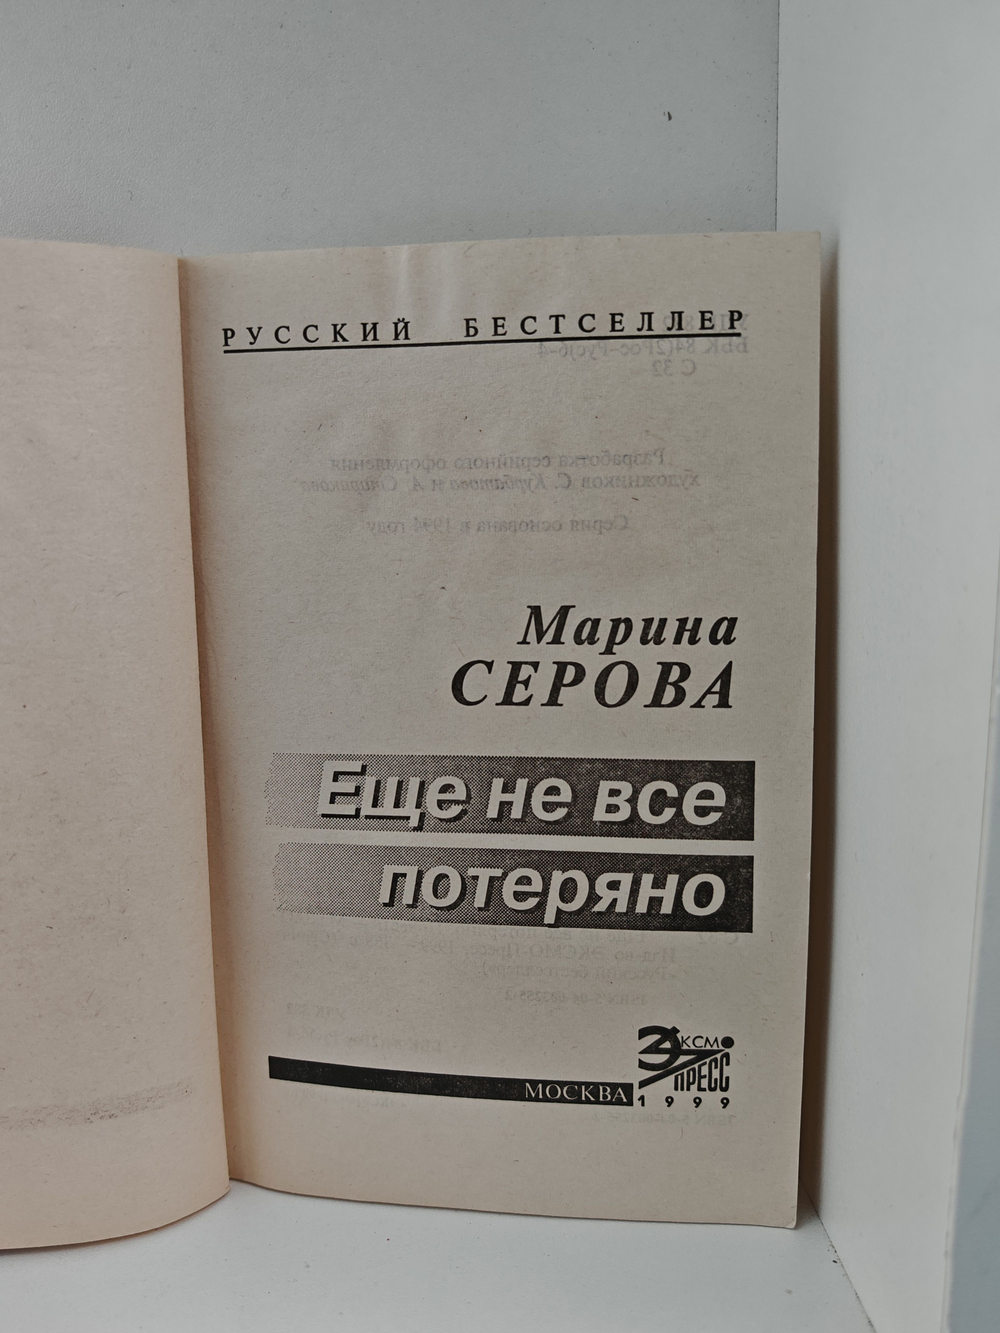 РУССКИЙ БЕСТСЕЛЛЕР
Марина
СЕРОВА
Еще не все
потеряно
ЭКСМО
ПРЕСС
МОСКВА
1999